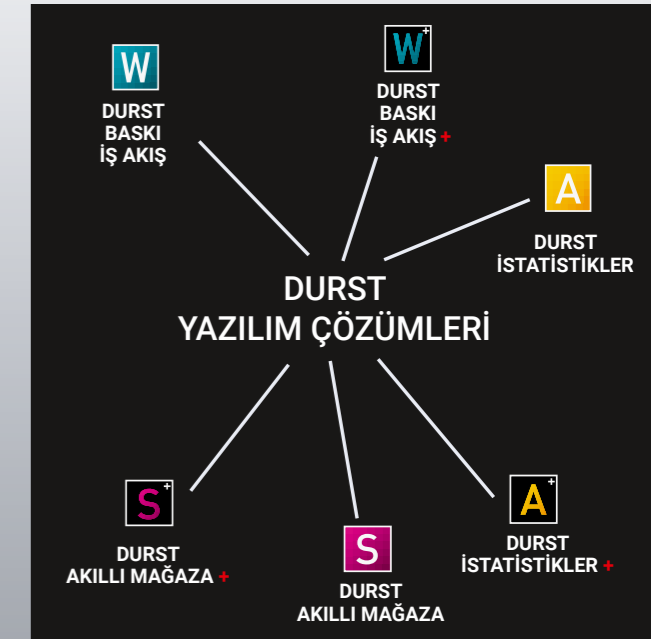 W
DURST
BASKI
İŞ AKIŞ
W+
DURST
BASKI
İŞ AKIŞ +
A
DURST
İSTATİSTİKLER
DURST
YAZILIM ÇÖZÜMLERİ
S+
DURST
AKILLI MAĞAZA +
S
DURST
AKILLI MAĞAZA
A+
DURST
İSTATİSTİKLER +